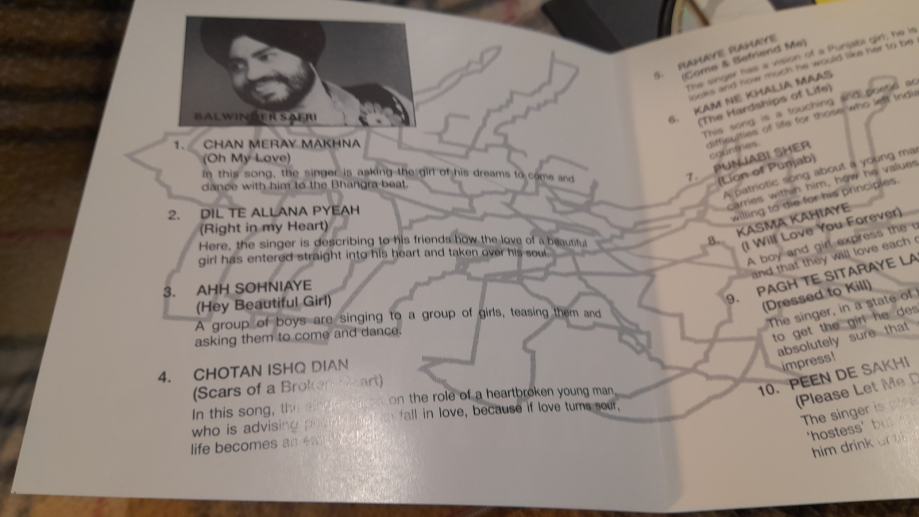 BALWINDER SAFRI
1. CHAN MERAY MAKHNA
(Oh My Love)
In this song, the singer is asking the girl of his dreams to come and
dance with him to the Bhangra beat.
2. DIL TE ALLANA PYEAH
(Right in my Heart)
Here, the singer is describing to his friends how the love of a beautiful
girl has entered straight into his heart and taken over his soul.
3. AHH SOHNIAYE
(Hey Beautiful Girl)
A group of boys are singing to a group of girls, teasing them and
asking them to come and dance.
4. CHOTAN ISHQ DIAN
(Scars of a Broken Heart)
In this song, the on the role of a heartbroken young man,
who is advising fall in love, because if love turns sour,
life becomes an
5. RAHAYE RAHAYE
(Come & Befriend Me)
The singer has a vision of a Punjabi girl, he is
looks and how much he would like her to be
6. KAM NE KHALIA MAAS
(The Hardships of Life)
This song is a touching and
difficulties of life for those who left India
countries.
7. PUNJABI SHER
(Lion of Punjab)
A patriotic song about a young man
carries within him, how he values
willing to die for his principles.
8. KASMA KAHIAYE
(I Will Love You Forever)
A boy and girl express the
and that they will love each
9. PAGH TE SITARAYE
(Dressed to Kill)
The singer, in a state of
to get the girl he
absolutely sure that
impress!
10. PEEN DE SAKHI
(Please Let Me
The singer is
'hostess'
him drink